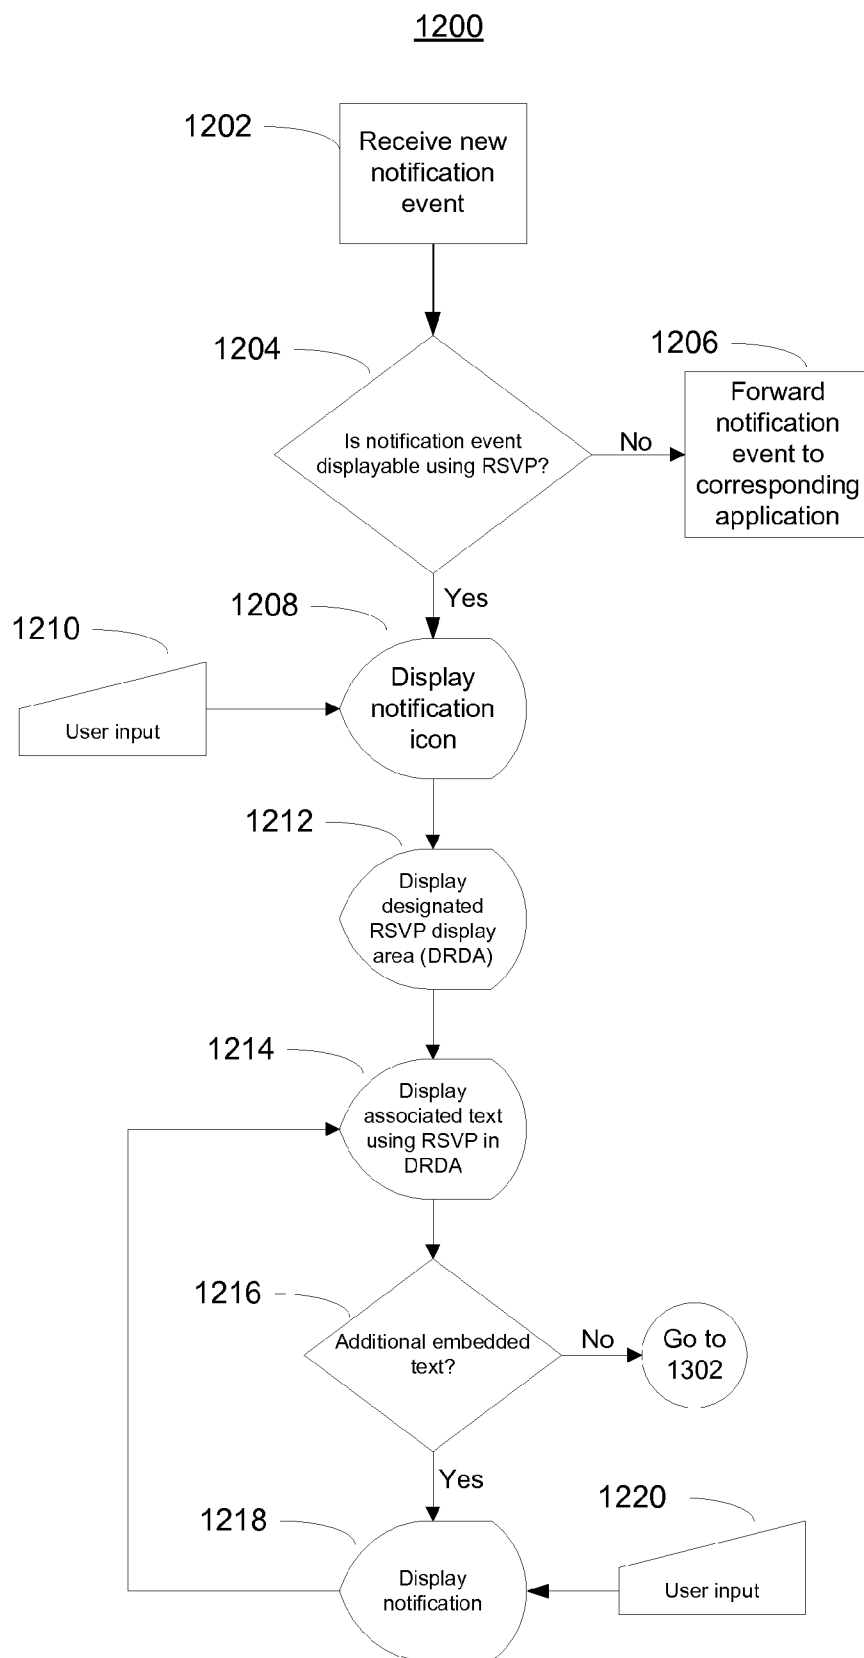 1200
1202
Receive new
notification
event
1204
Is notification event
displayable using RSVP?
No
1206
Forward
notification
event to
corresponding
application
Yes
1208
1210
User input
Display
notification
icon
1212
Display
designated
RSVP display
area (DRDA)
1214
Display
associated text
using RSVP in
DRDA
1216
Additional embedded
text?
No
Go to
1302
Yes
1218
1220
Display
notification
User input